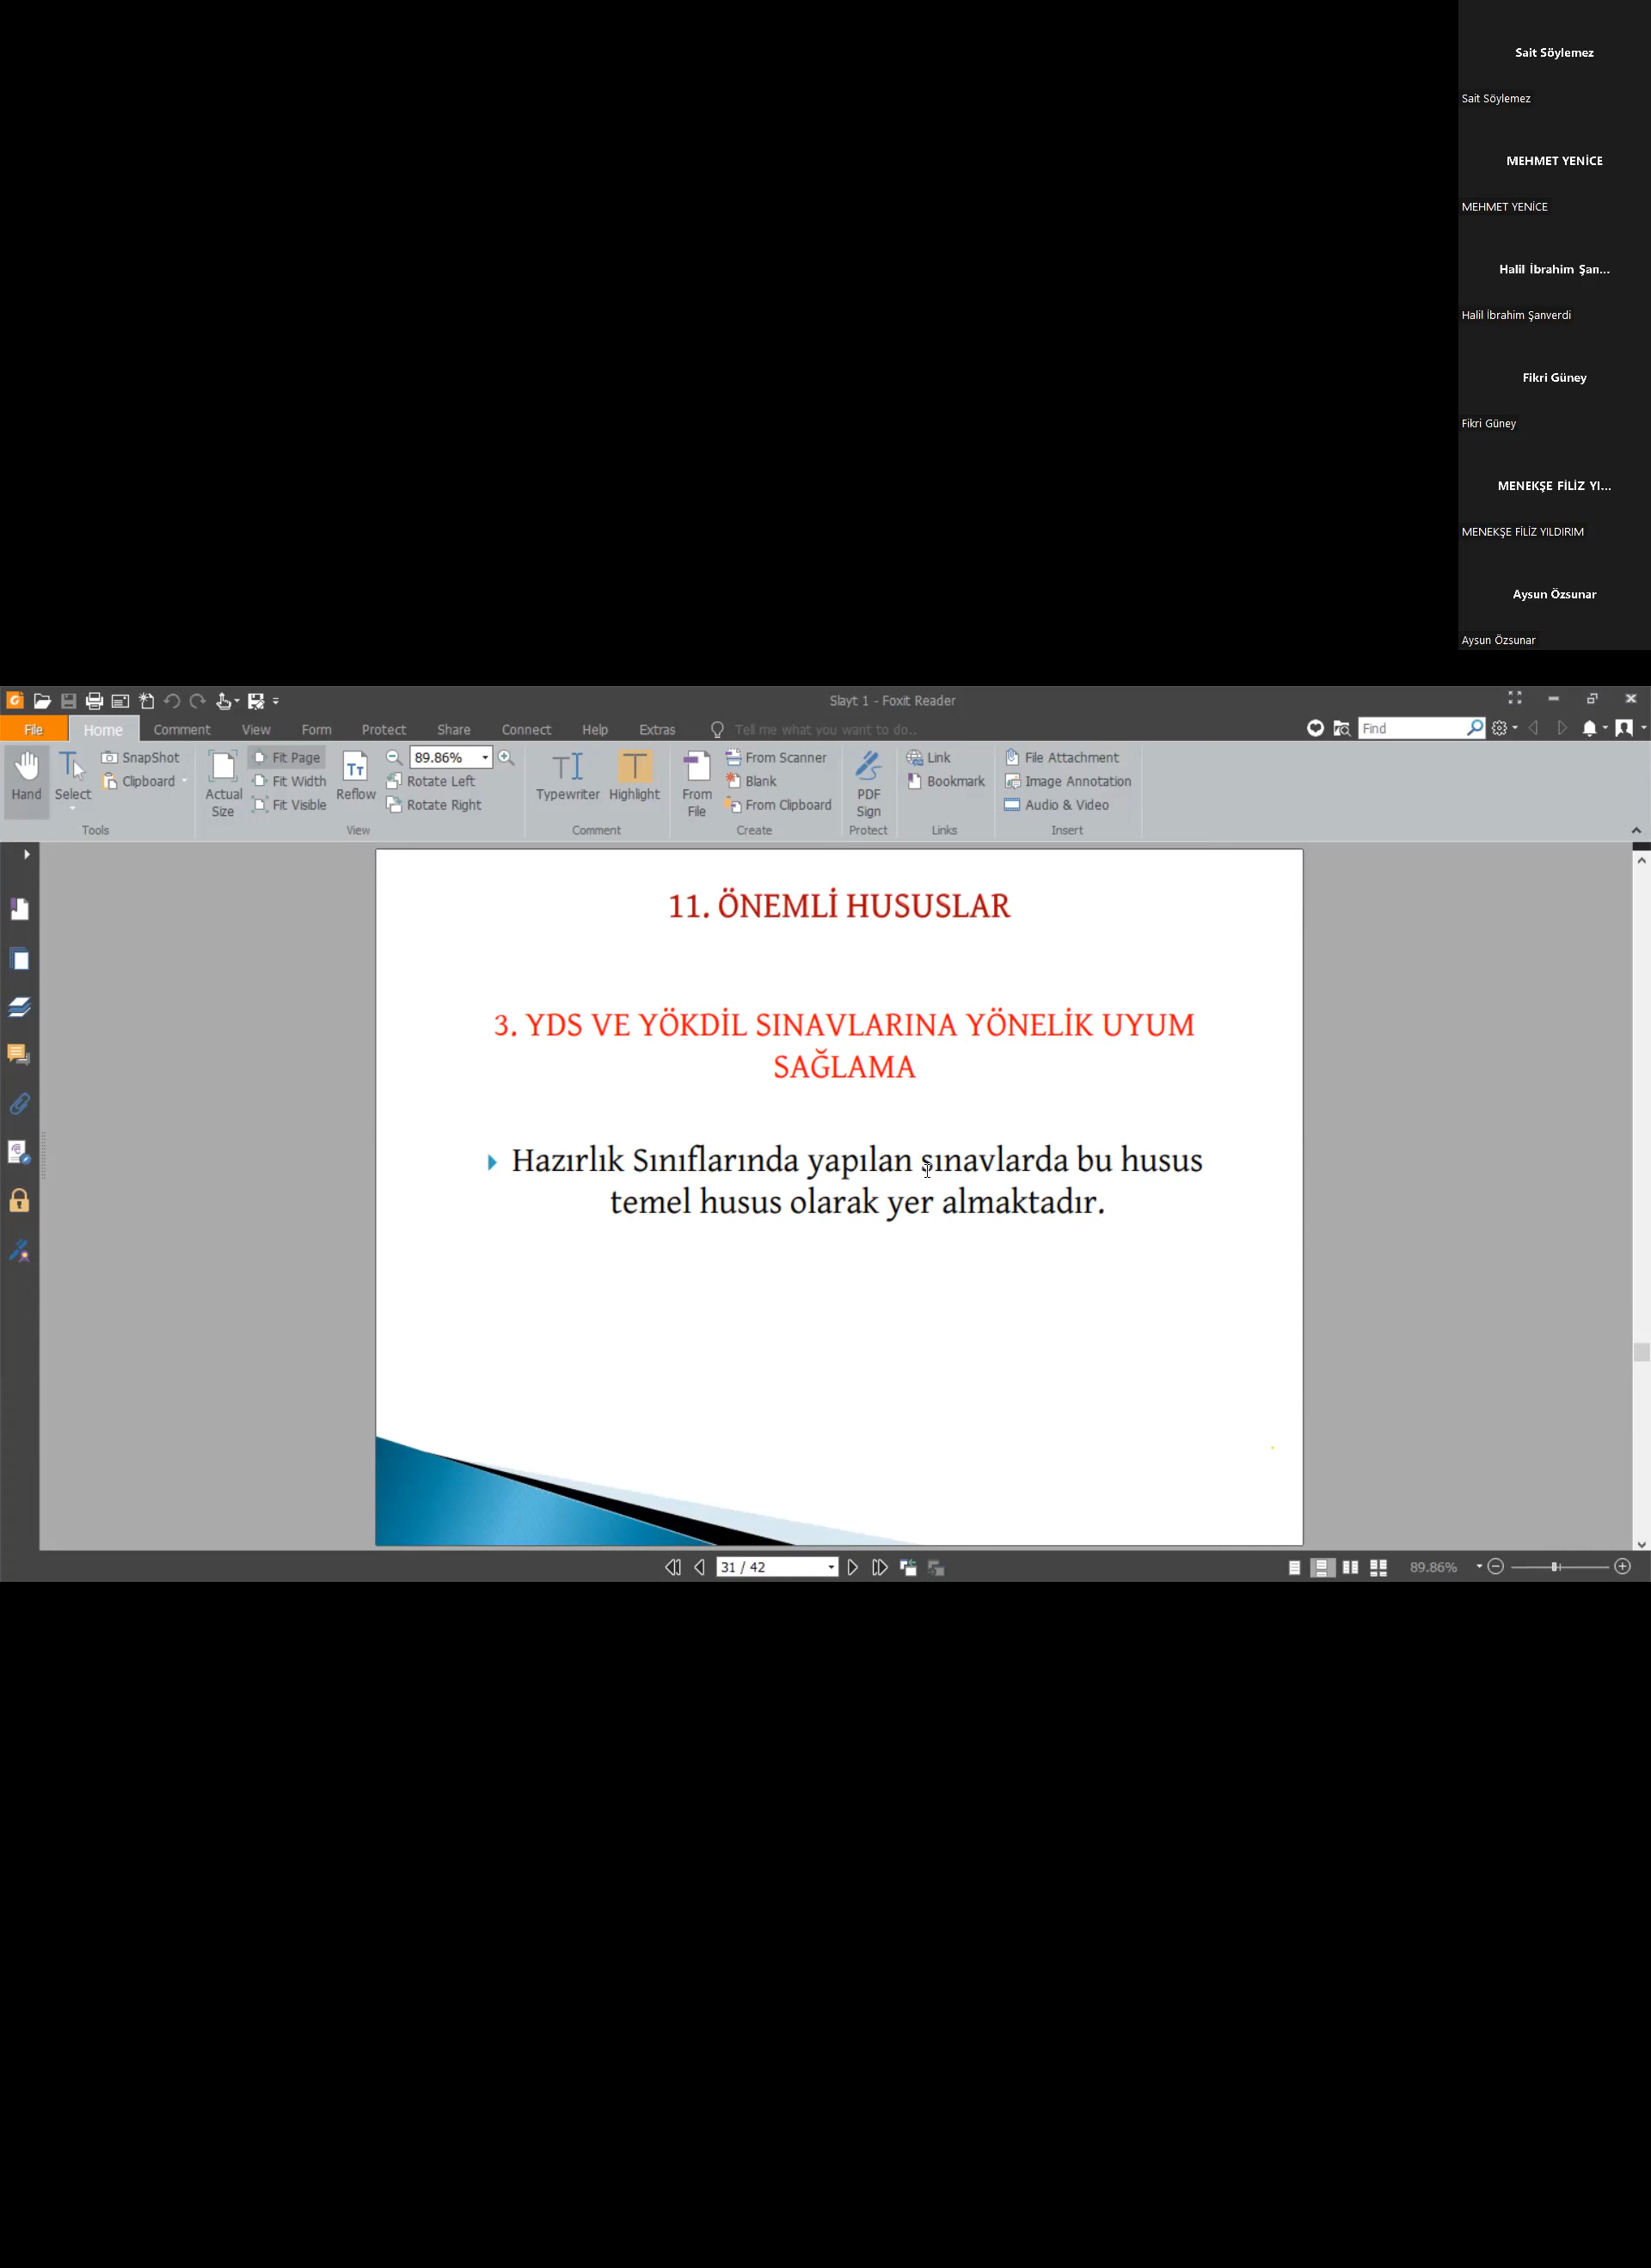 Sait Söylemez
Sait Söylemez
MEHMET YENİCE
MEHMET YENİCE
Halil İbrahim Şan...
Halil İbrahim Şanverdi
Fikri Güney
Fikri Güney
MENEKŞE FİLİZ YI...
MENEKŞE FİLİZ YILDIRIM
Aysun Özsunar
Aysun Özsunar
Slayt 1 - Foxit Reader
File Home Comment View Form Protect Share Connect Help Extras Tell me what you want to do.. Find
SnapShot Fit Page 89.86% From Scanner Link File Attachment
Clipboard Fit Width Rotate Left Blank Bookmark Image Annotation
Hand Select Actual Size Reflow Typewriter Highlight From File PDF Sign
Fit Visible Rotate Right From Clipboard Audio & Video
Tools View Comment Create Protect Links Insert
11. ÖNEMLİ HUSUSLAR
3. YDS VE YÖKDİL SINAVLARINA YÖNELİK UYUM
SAĞLAMA
Hazırlık Sınıflarında yapılan sınavlarda bu husus
temel husus olarak yer almaktadır.
31 / 42 89.86%